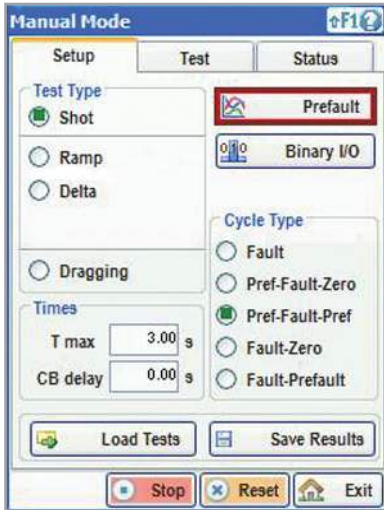 Manual Mode F1?
Setup Test Status
Test Type
Shot
Ramp
Delta
Dragging
Prefault
Binary I/O
Cycle Type
Fault
Pref-Fault-Zero
Pref-Fault-Pref
Fault-Zero
Fault-Prefault
Times
T max 3.00 s
CB delay 0.00 s
Load Tests Save Results
Stop Reset Exit